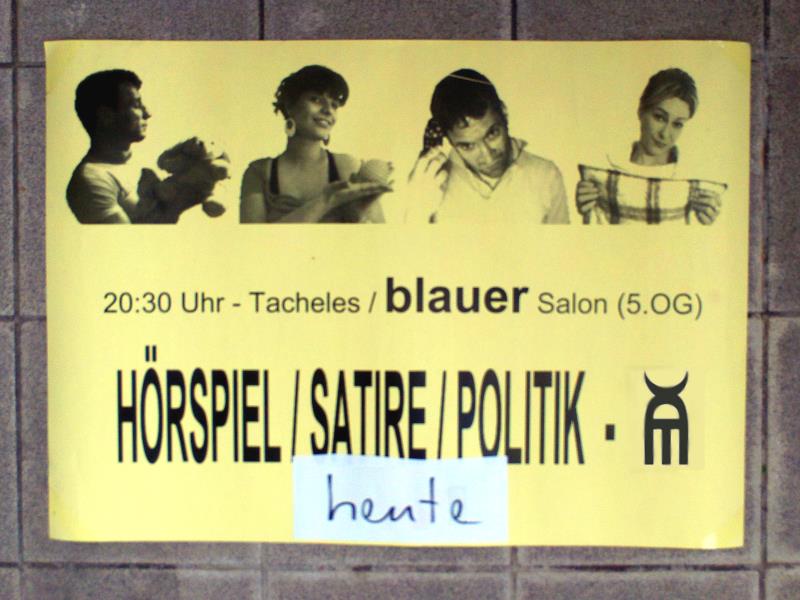 20:30 Uhr - Tacheles / blauer Salon (5.OG)
HÖRSPIEL / SATIRE / POLITIK -
heute